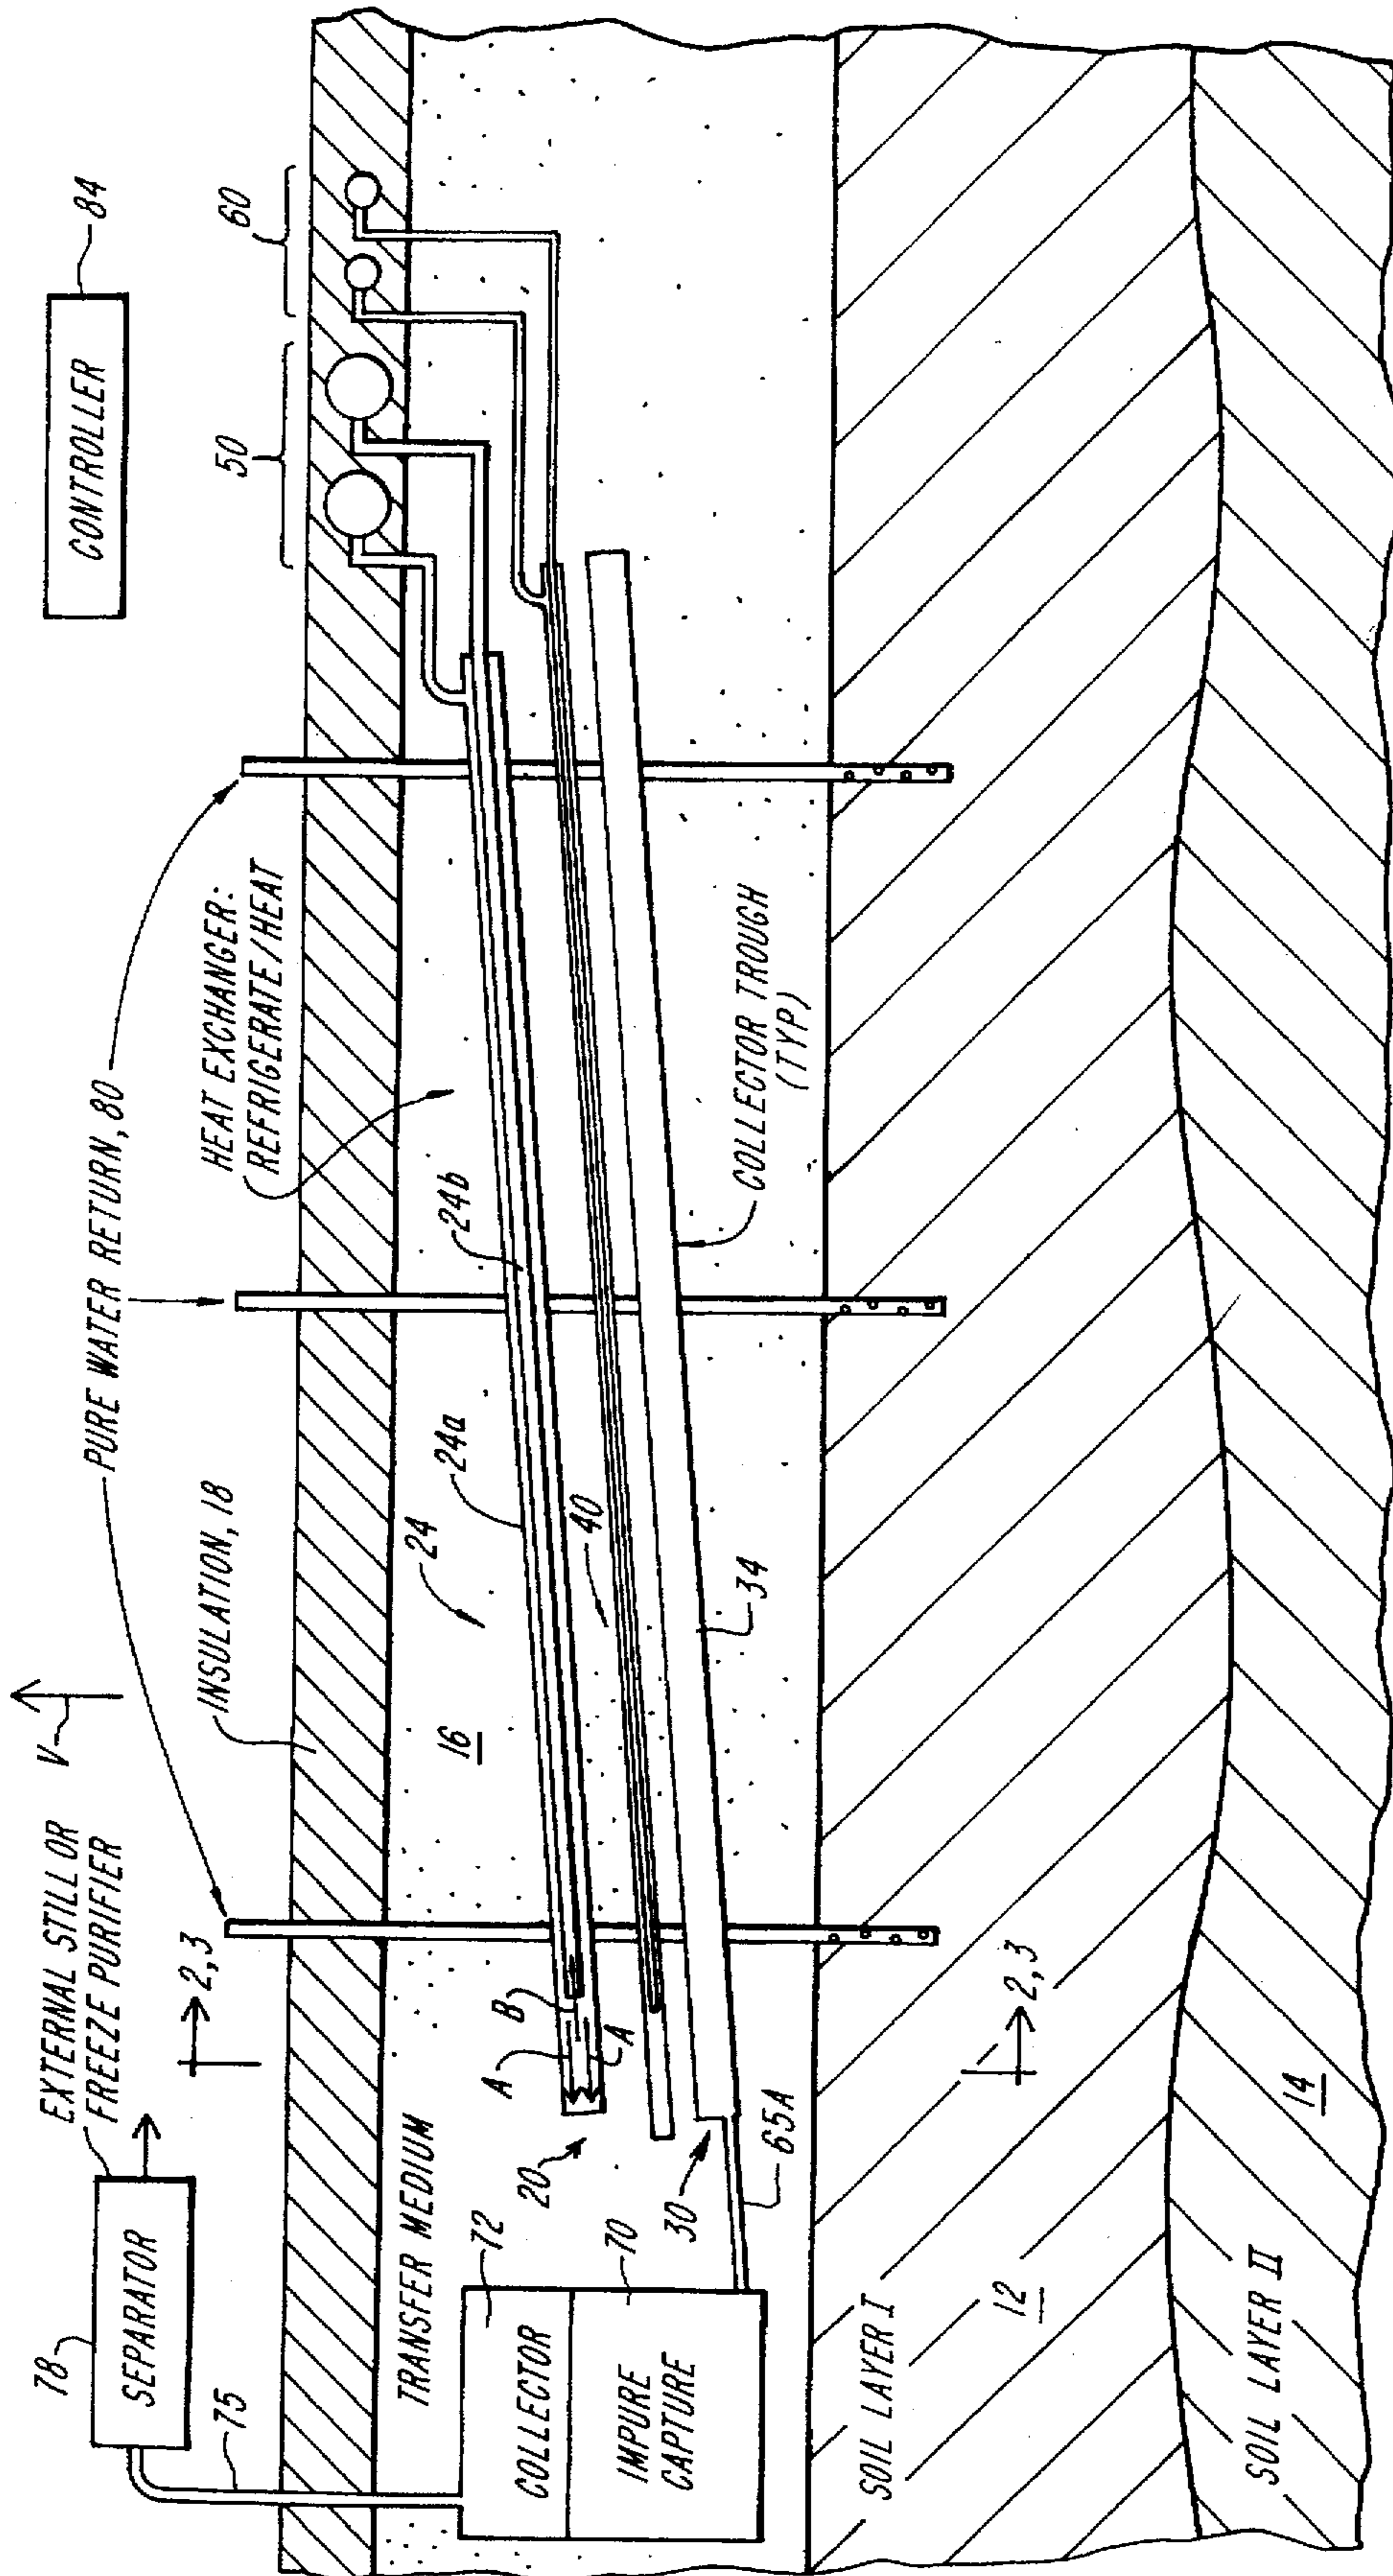 CONTROLLER
84
50
60
PURE WATER RETURN, 80
V
EXTERNAL STILL OR
FREEZE PURIFIER
2,3
78
SEPARATOR
75
INSULATION, 18
HEAT EXCHANGER:
REFRIGERATE/HEAT
TRANSFER MEDIUM
16
24
24a
24b
40
A
B
A
20
30
72
COLLECTOR
70
IMPURE
CAPTURE
65A
34
COLLECTOR TROUGH
(TYP)
SOIL LAYER I
12
2,3
SOIL LAYER II
14